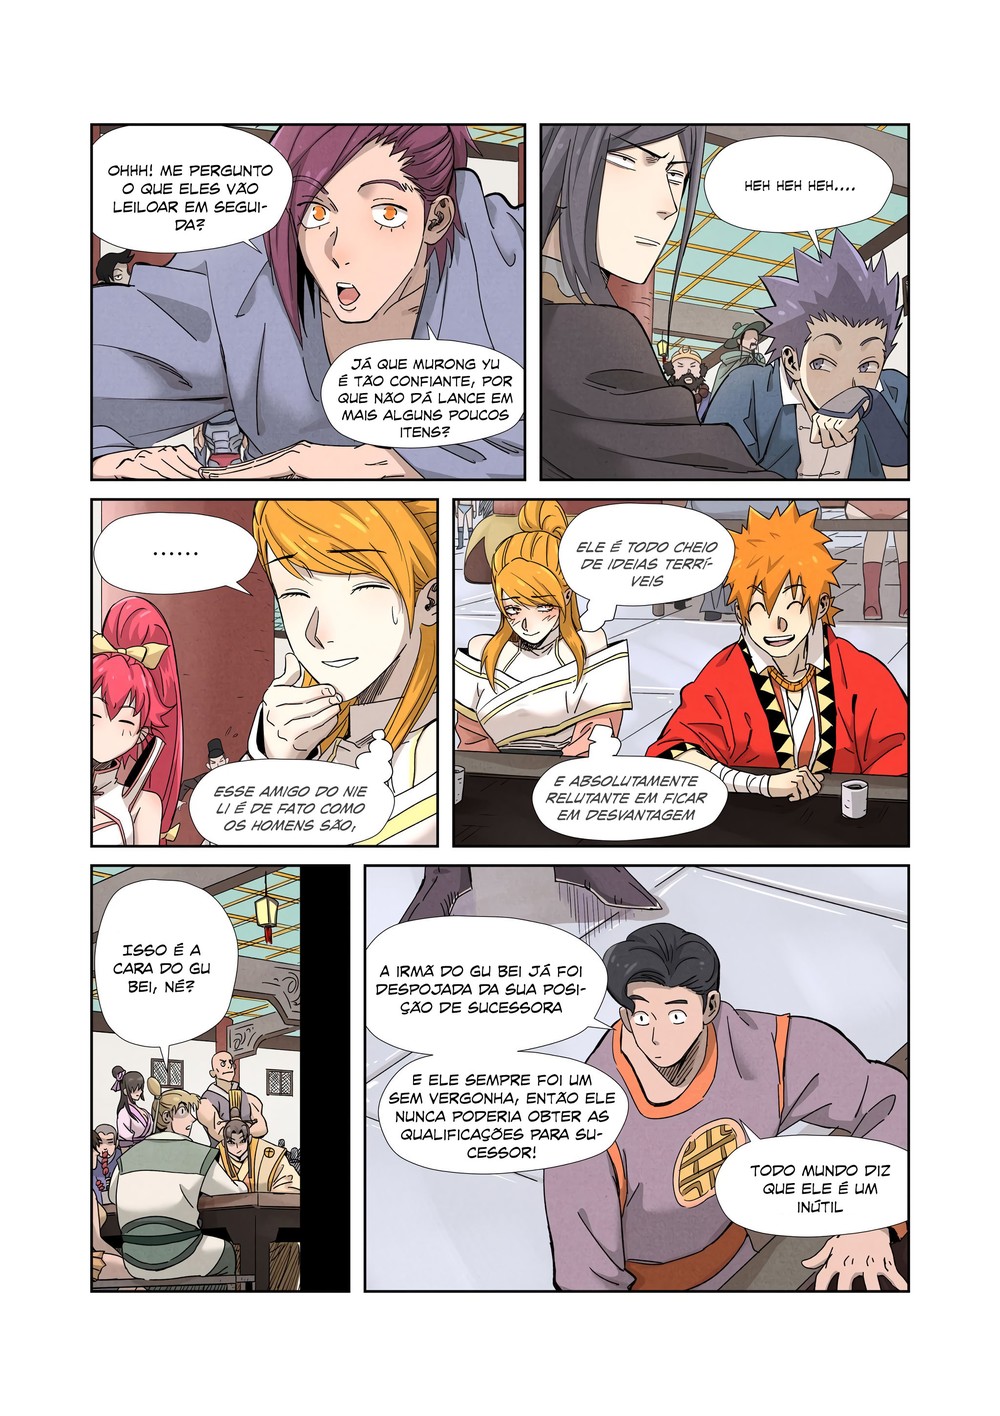 OHHH! ME PERGUNTO
O QUE ELES VÃO
LEILOAR EM SEGUI-
DA?
JÁ QUE MURONG YU
É TÃO CONFIANTE, POR
QUE NÃO DÁ LANCE EM
MAIS ALGUNS POUCOS
ITENS?
HEH HEH HEH....
......
ESSE AMIGO DO NIE
LI É DE FATO COMO
OS HOMENS SÃO,
ELE É TODO CHEIO
DE IDEIAS TERRÍ-
VEIS
E ABSOLUTAMENTE
RELUTANTE EM FICAR
EM DESVANTAGEM
ISSO É A
CARA DO GU
BEI, NÉ?
A IRMÃ DO GU BEI JÁ FOI
DESPOJADA DA SUA POSI-
ÇÃO DE SUCESSORA
E ELE SEMPRE FOI UM
SEM VERGONHA, ENTÃO ELE
NUNCA PODERIA OBTER AS
QUALIFICAÇÕES PARA SU-
CESSOR!
TODO MUNDO DIZ
QUE ELE É UM
INÚTIL